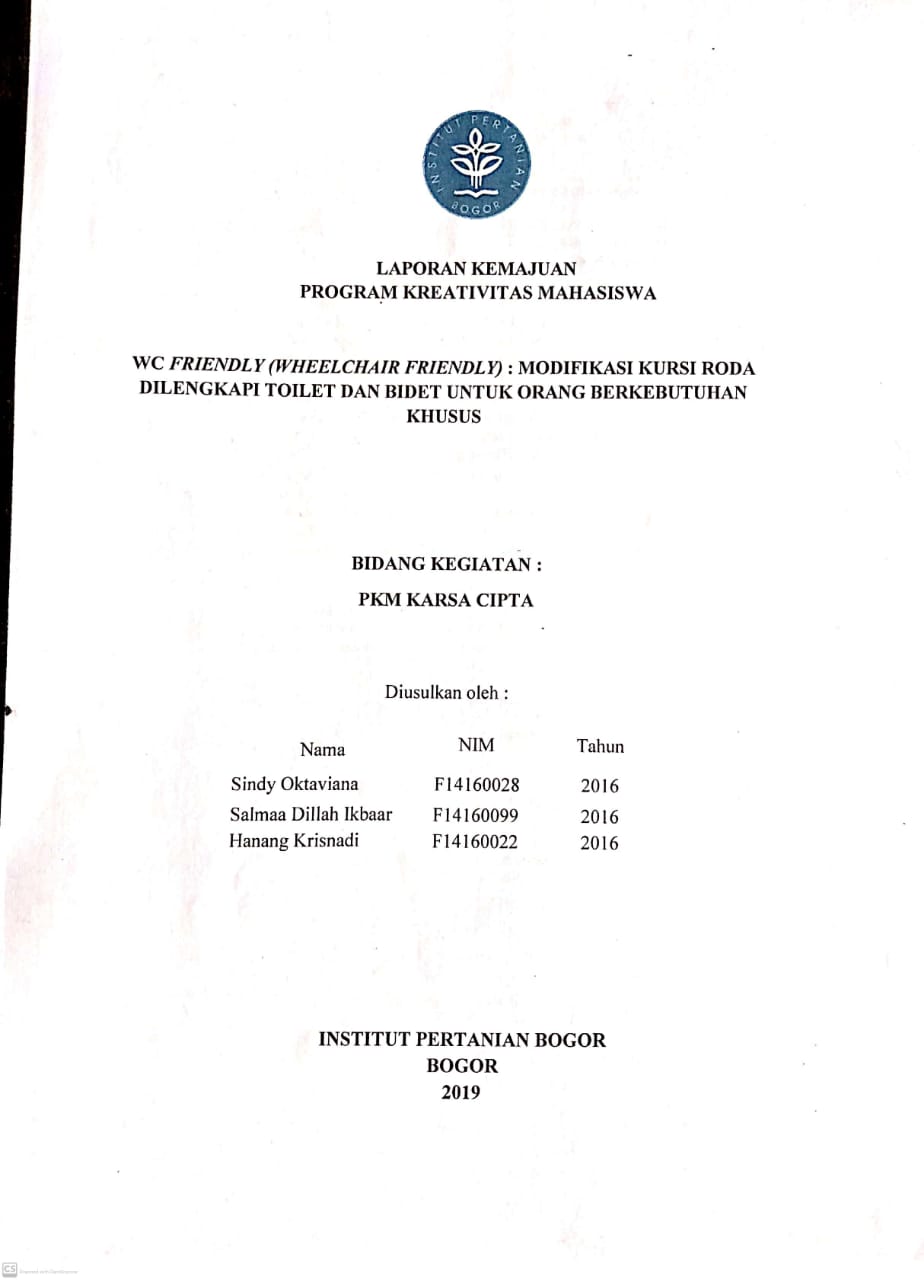 INSTITUT PERTANIAN
BOGOR
LAPORAN KEMAJUAN
PROGRAM KREATIVITAS MAHASISWA
WC FRIENDLY (WHEELCHAIR FRIENDLY) : MODIFIKASI KURSI RODA
DILENGKAPI TOILET DAN BIDET UNTUK ORANG BERKEBUTUHAN
KHUSUS
BIDANG KEGIATAN :
PKM KARSA CIPTA
Diusulkan oleh :
Nama NIM Tahun
Sindy Oktaviana F14160028 2016
Salmaa Dillah Ikbaar F14160099 2016
Hanang Krisnadi F14160022 2016
INSTITUT PERTANIAN BOGOR
BOGOR
2019
CS Scanned with CamScanner